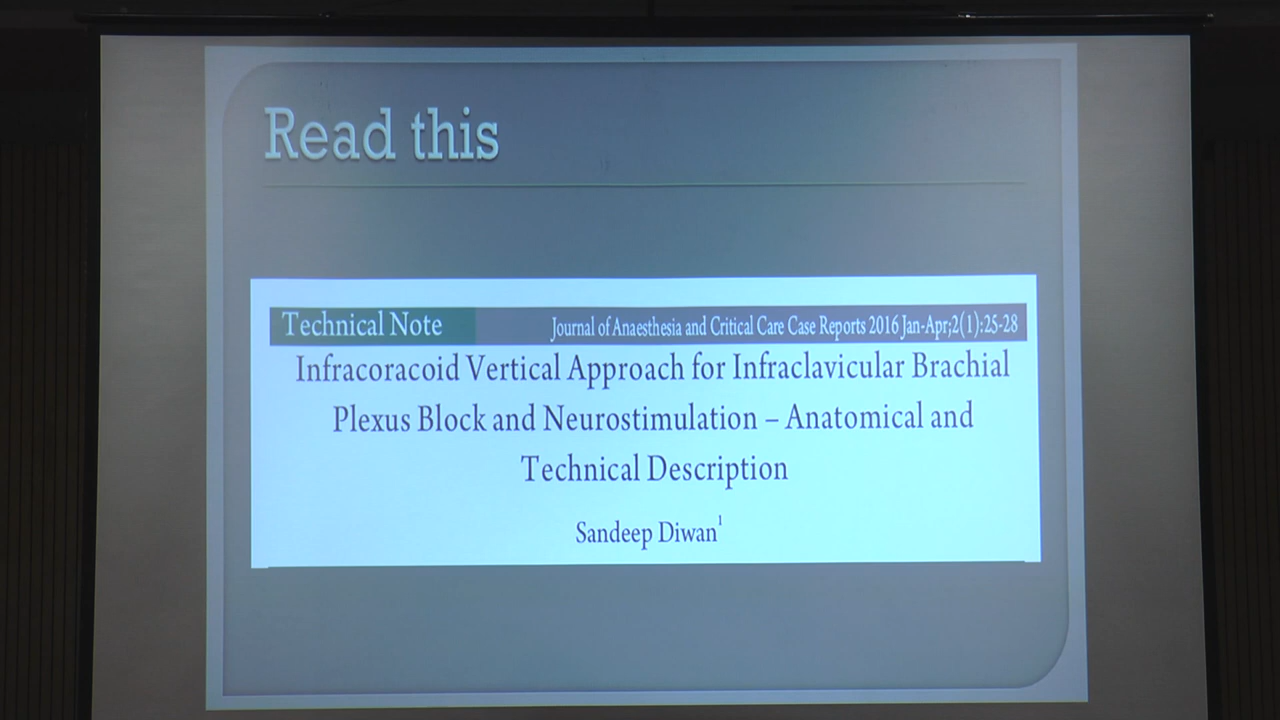 Read this
Technical Note
Journal of Anaesthesia and Critical Care Case Reports 2016 Jan-Apr;2(1):25-28
Infracoracoid Vertical Approach for Infraclavicular Brachial
Plexus Block and Neurostimulation – Anatomical and
Technical Description
Sandeep Diwan1